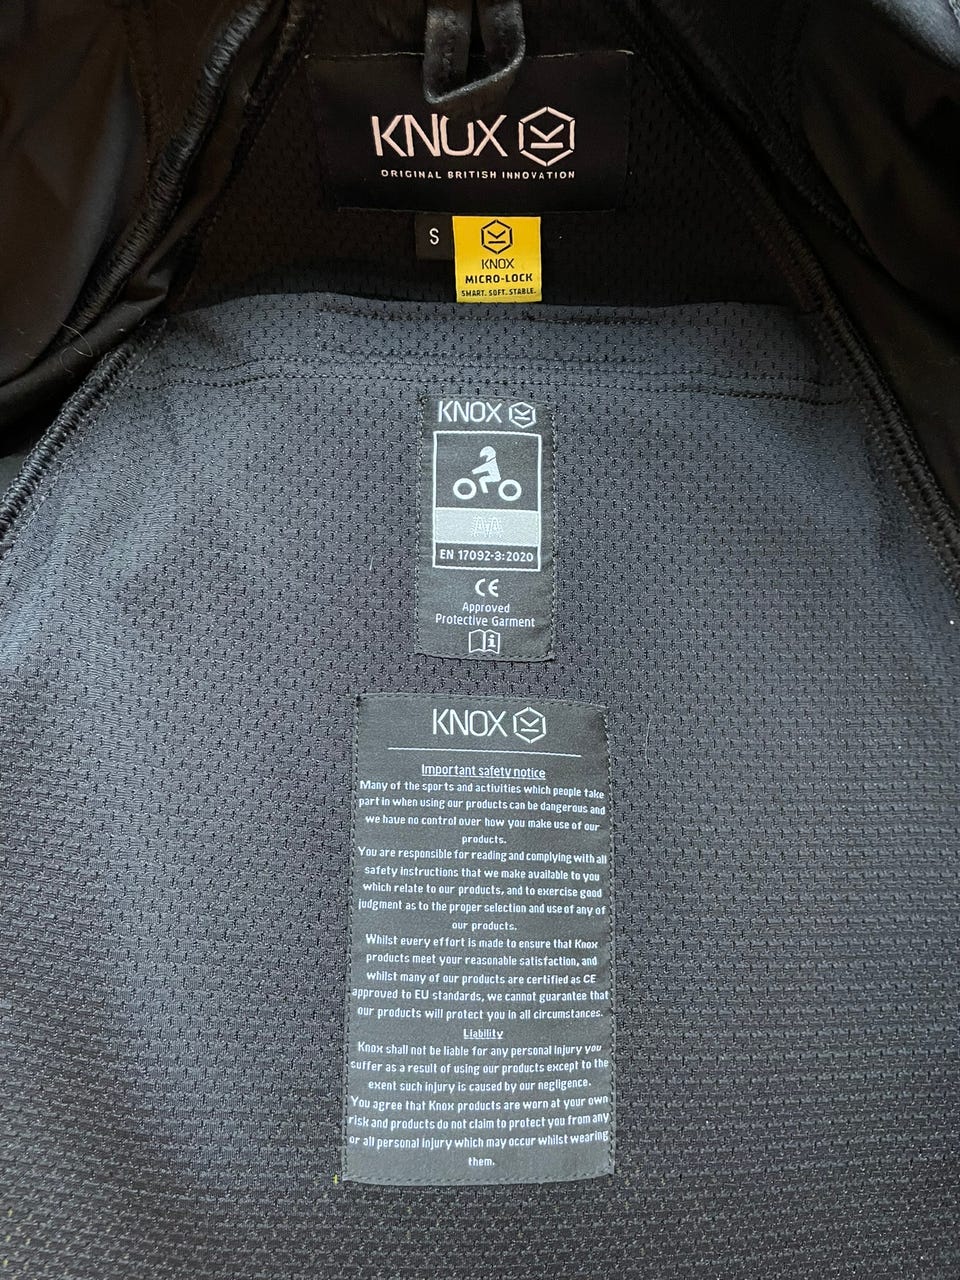 KNOX
ORIGINAL BRITISH INNOVATION
S
KNOX
MICRO-LOCK
SMART. SOFT. STABLE.
KNOX
AA
EN 17092-3:2020
CE
Approved
Protective Garment
i
KNOX
Important safety notice
Many of the sports and activities which people take
part in when using our products can be dangerous and
we have no control over how you make use of our
products.
You are responsible for reading and complying with all
safety instructions that we make available to you
which relate to our products, and to exercise good
judgment as to the proper selection and use of any of
our products.
Whilst every effort is made to ensure that Knox
products meet your reasonable satisfaction, and
whilst many of our products are certified as CE
approved to EU standards, we cannot guarantee that
our products will protect you in all circumstances.
Liability
Knox shall not be liable for any personal injury you
suffer as a result of using our products except to the
exent such injury is caused by our negligence.
You agree that Knox products are worn at your own
risk and products do not claim to protect you from any
or all personal injury which may occur whilst wearing
them.